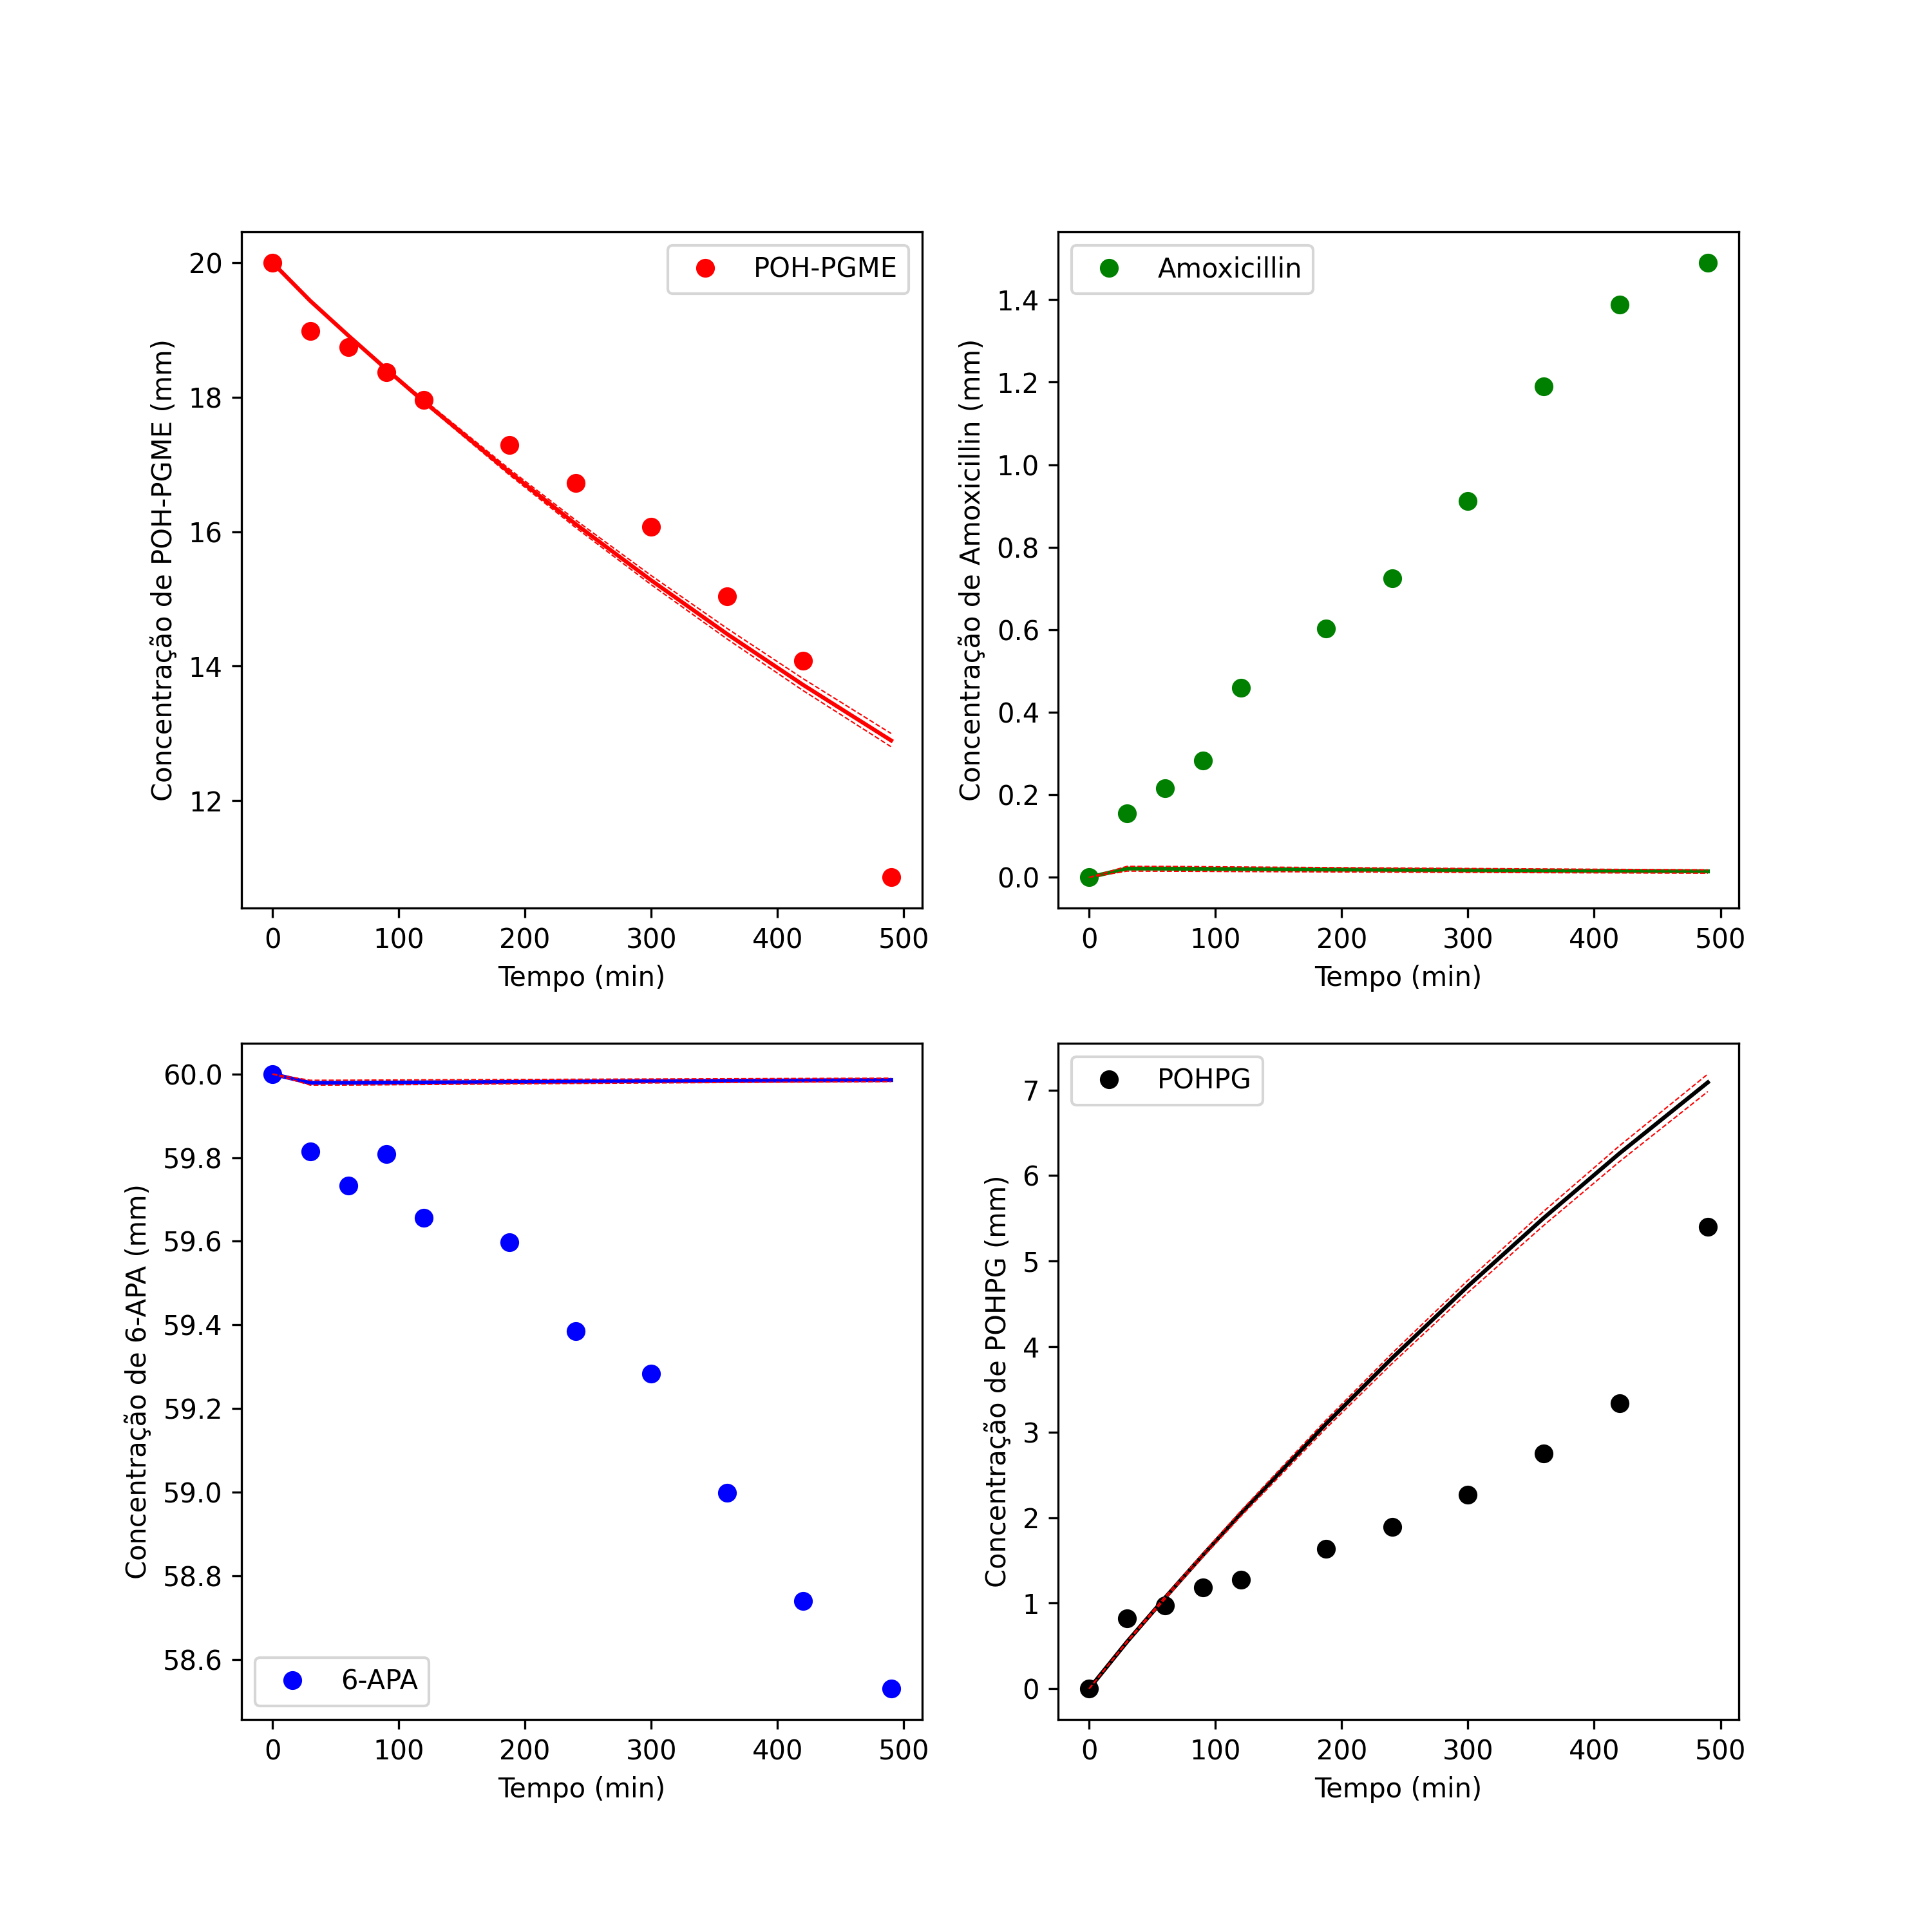 POH-PGME
Concentração de POH-PGME (mm)
20
18
16
14
12
0 100 200 300 400 500
Tempo (min)
Amoxicillin
Concentração de Amoxicillin (mm)
1.4
1.2
1.0
0.8
0.6
0.4
0.2
0.0
0 100 200 300 400 500
Tempo (min)
Concentração de 6-APA (mm)
60.0
59.8
59.6
59.4
59.2
59.0
58.8
58.6
6-APA
0 100 200 300 400 500
Tempo (min)
POHPG
Concentração de POHPG (mm)
7
6
5
4
3
2
1
0
0 100 200 300 400 500
Tempo (min)